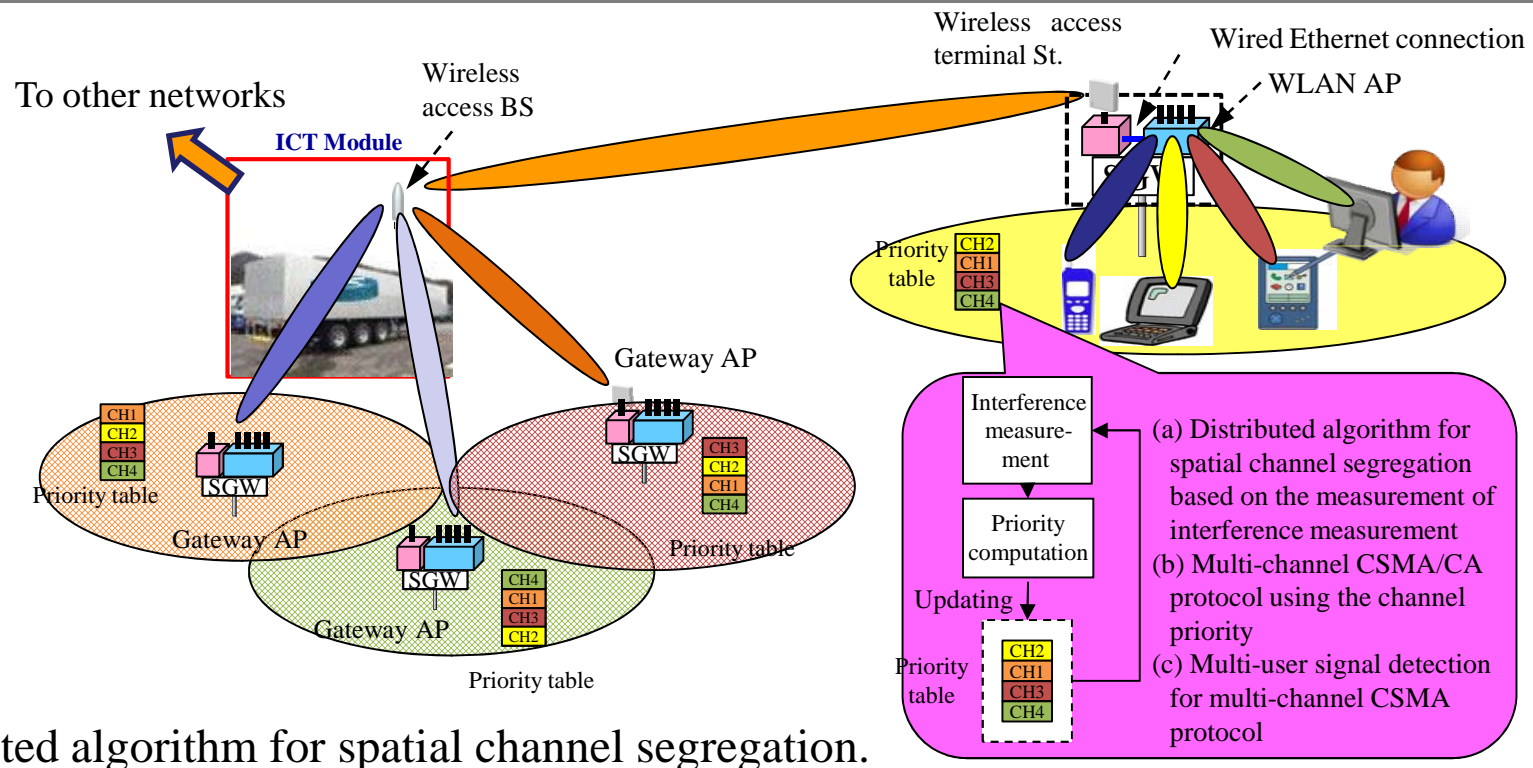 To other networks
ICT Module
Wireless
access BS
Wireless access
terminal St.
Wired Ethernet connection
WLAN AP
SGW
Priority
table
CH2
CH1
CH3
CH4
Gateway AP
SGW
CH3
CH2
CH1
CH4
Priority table
CH1
CH2
CH3
CH4
Priority table
SGW
Gateway AP
SGW
Gateway AP
CH4
CH1
CH3
CH2
Priority table
Interference
measure-
ment
Priority
computation
Updating
Priority
table
CH2
CH1
CH3
CH4
(a) Distributed algorithm for
spatial channel segregation
based on the measurement of
interference measurement
(b) Multi-channel CSMA/CA
protocol using the channel
priority
(c) Multi-user signal detection
for multi-channel CSMA
protocol
ted algorithm for spatial channel segregation.